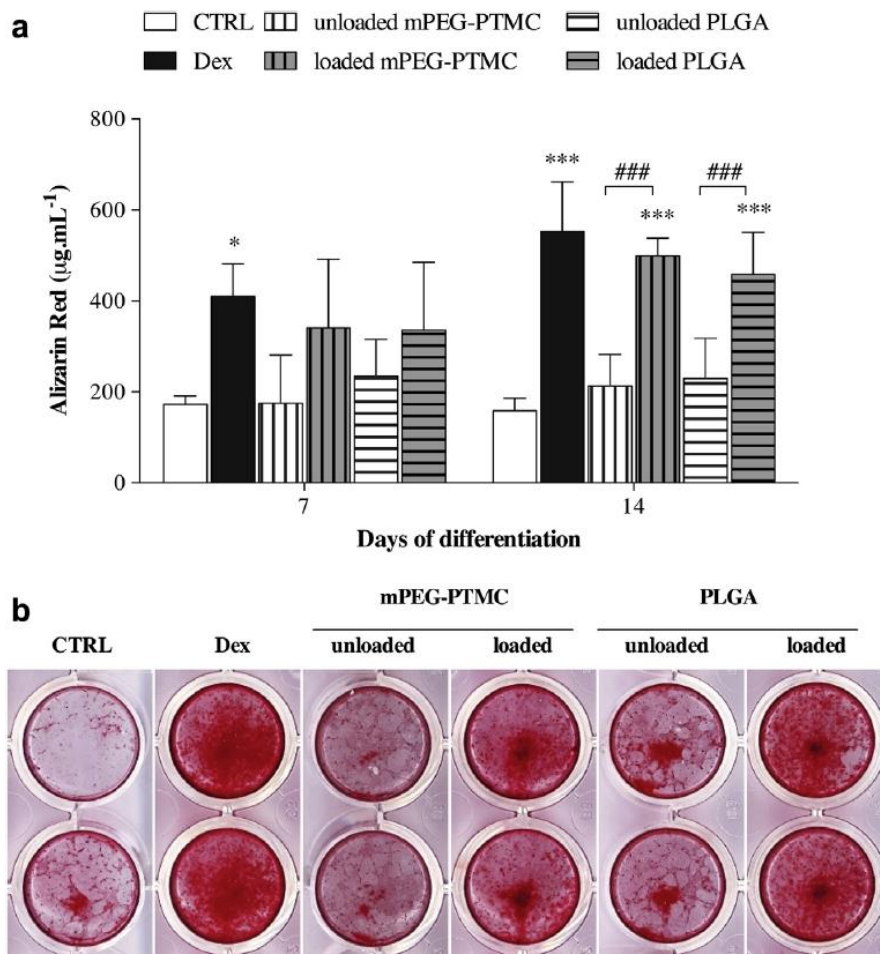 a
CTRL unloaded mPEG-PTMC unloaded PLGA
Dex loaded mPEG-PTMC loaded PLGA
800
600
400
200
0
Alizarin Red (µg.mL⁻¹)
* *** ### *** ### ***
7 14
Days of differentiation
b
mPEG-PTMC PLGA
CTRL Dex unloaded loaded unloaded loaded